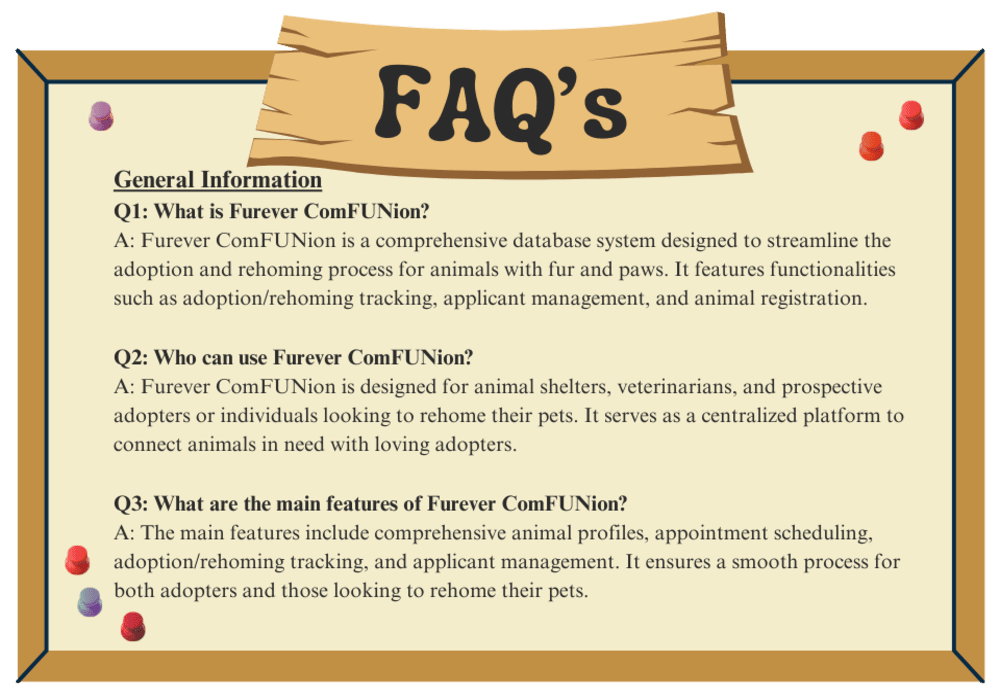 FAQ's
General Information
Q1: What is Furever ComFUNion?
A: Furever ComFUNion is a comprehensive database system designed to streamline the
adoption and rehoming process for animals with fur and paws. It features functionalities
such as adoption/rehoming tracking, applicant management, and animal registration.
Q2: Who can use Furever ComFUNion?
A: Furever ComFUNion is designed for animal shelters, veterinarians, and prospective
adopters or individuals looking to rehome their pets. It serves as a centralized platform to
connect animals in need with loving adopters.
Q3: What are the main features of Furever ComFUNion?
A: The main features include comprehensive animal profiles, appointment scheduling,
adoption/rehoming tracking, and applicant management. It ensures a smooth process for
both adopters and those looking to rehome their pets.